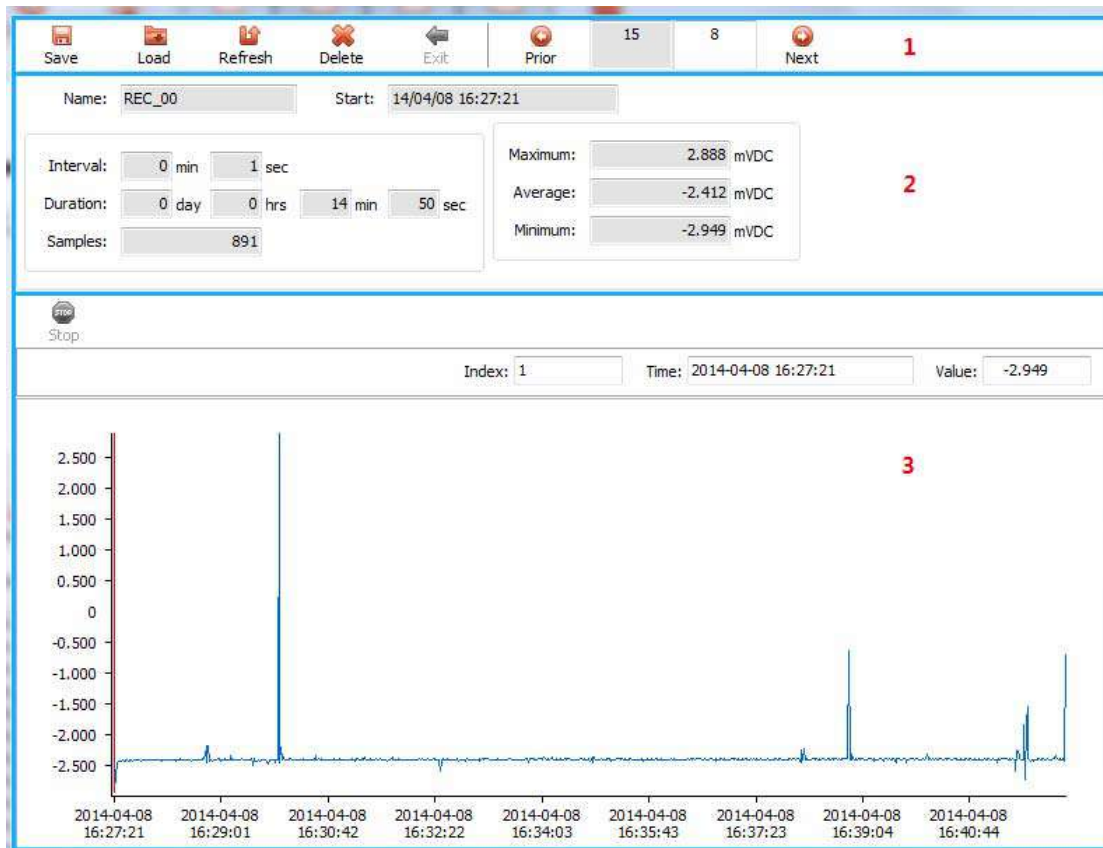 15 8
Save Load Refresh Delete Exit Prior Next 1
Name: REC_00 Start: 14/04/08 16:27:21
Interval: 0 min 1 sec
Duration: 0 day 0 hrs 14 min 50 sec
Samples: 891
Maximum: 2.888 mVDC
Average: -2.412 mVDC
Minimum: -2.949 mVDC
2
STOP
Stop
Index: 1 Time: 2014-04-08 16:27:21 Value: -2.949
3
2.500
2.000
1.500
1.000
0.500
0
-0.500
-1.000
-1.500
-2.000
-2.500
2014-04-08 2014-04-08 2014-04-08 2014-04-08 2014-04-08 2014-04-08 2014-04-08 2014-04-08 2014-04-08
16:27:21 16:29:01 16:30:42 16:32:22 16:34:03 16:35:43 16:37:23 16:39:04 16:40:44